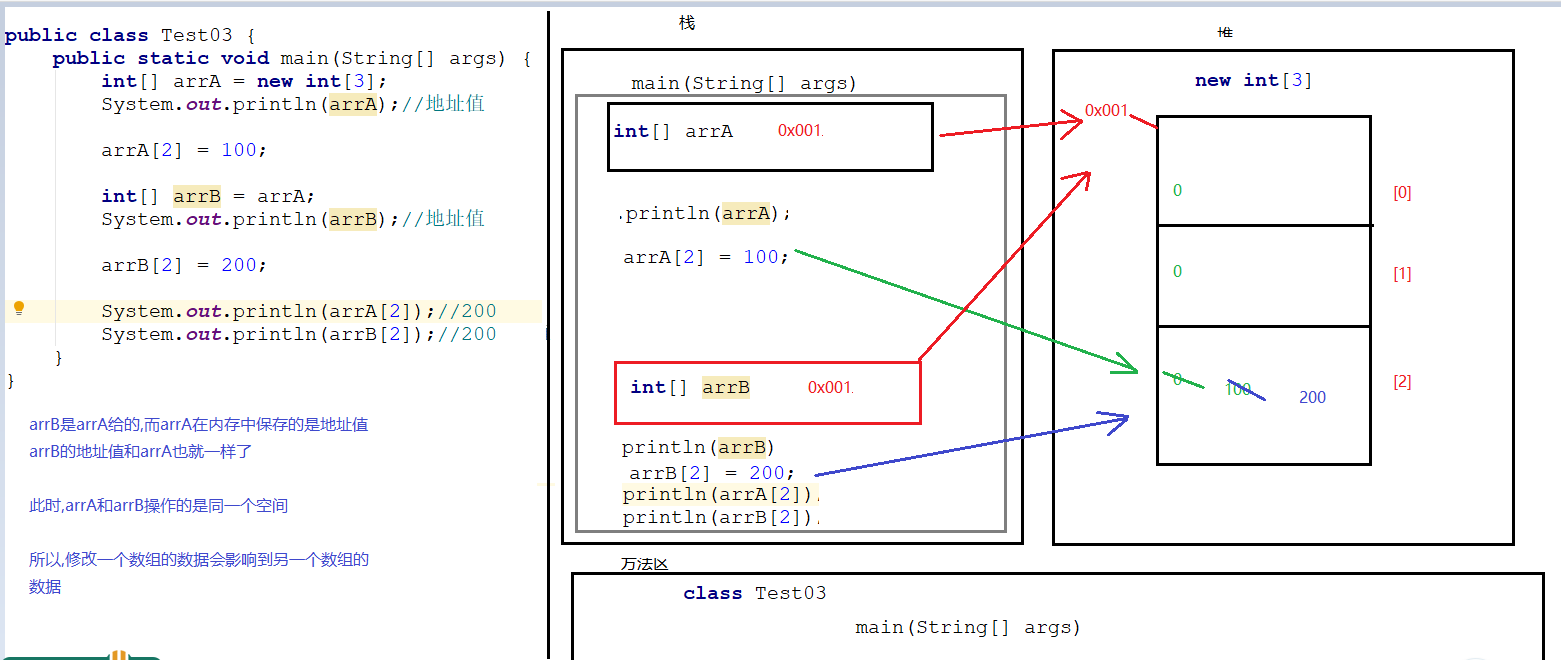 public class Test03 {
public static void main(String[] args) {
int[] arrA = new int[3];
System.out.println(arrA);//地址值
arrA[2] = 100;
int[] arrB = arrA;
System.out.println(arrB);//地址值
arrB[2] = 200;
System.out.println(arrA[2]);//200
System.out.println(arrB[2]);//200
}
}
arrB是arrA给的,而arrA在内存中保存的是地址值
arrB的地址值和arrA也就一样了
此时,arrA和arrB操作的是同一个空间
所以,修改一个数组的数据会影响到另一个数组的
数据
栈
main(String[] args)
int[] arrA 0x001.
.println(arrA);
arrA[2] = 100;
int[] arrB 0x001.
println(arrB)
arrB[2] = 200;
println(arrA[2]).
println(arrB[2]).
堆
new int[3]
0x001
0 [0]
0 [1]
0 100 200 [2]
方法区
class Test03
main(String[] args)